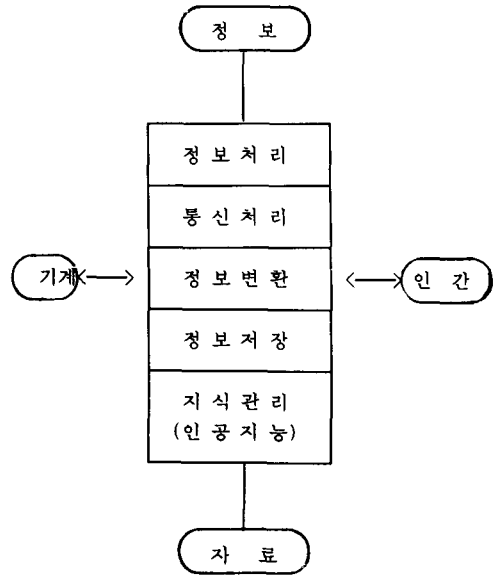 정 보
정 보 처 리
통 신 처 리
기계
정 보 변 환
인 간
정 보 저 장
지 식 관 리
(인 공 지 능)
자 료